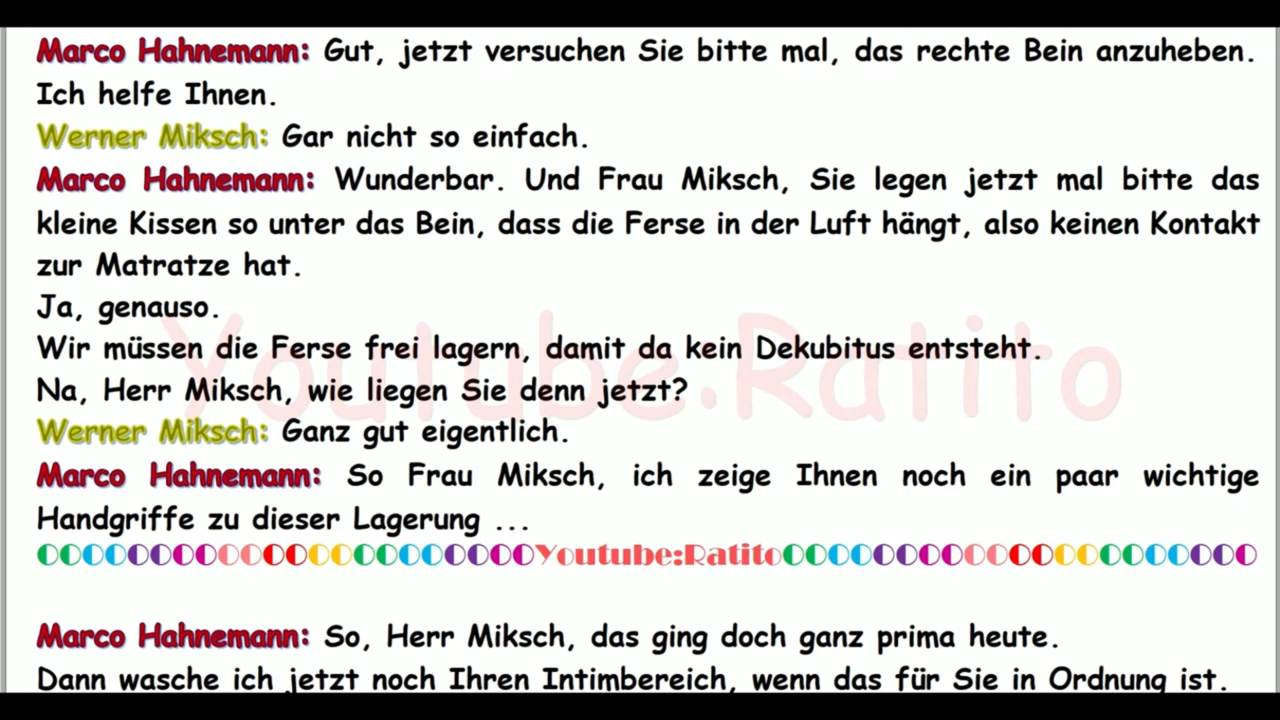 Marco Hahnemann: Gut, jetzt versuchen Sie bitte mal, das rechte Bein anzuheben.
Ich helfe Ihnen.
Werner Miksch: Gar nicht so einfach.
Marco Hahnemann: Wunderbar. Und Frau Miksch, Sie legen jetzt mal bitte das
kleine Kissen so unter das Bein, dass die Ferse in der Luft hängt, also keinen Kontakt
zur Matratze hat.
Ja, genauso.
Wir müssen die Ferse frei lagern, damit da kein Dekubitus entsteht.
Na, Herr Miksch, wie liegen Sie denn jetzt?
Youtube:Ratito
Werner Miksch: Ganz gut eigentlich.
Marco Hahnemann: So Frau Miksch, ich zeige Ihnen noch ein paar wichtige
Handgriffe zu dieser Lagerung ...
Youtube:Ratito
Marco Hahnemann: So, Herr Miksch, das ging doch ganz prima heute.
Dann wasche ich jetzt noch Ihren Intimbereich, wenn das für Sie in Ordnung ist.